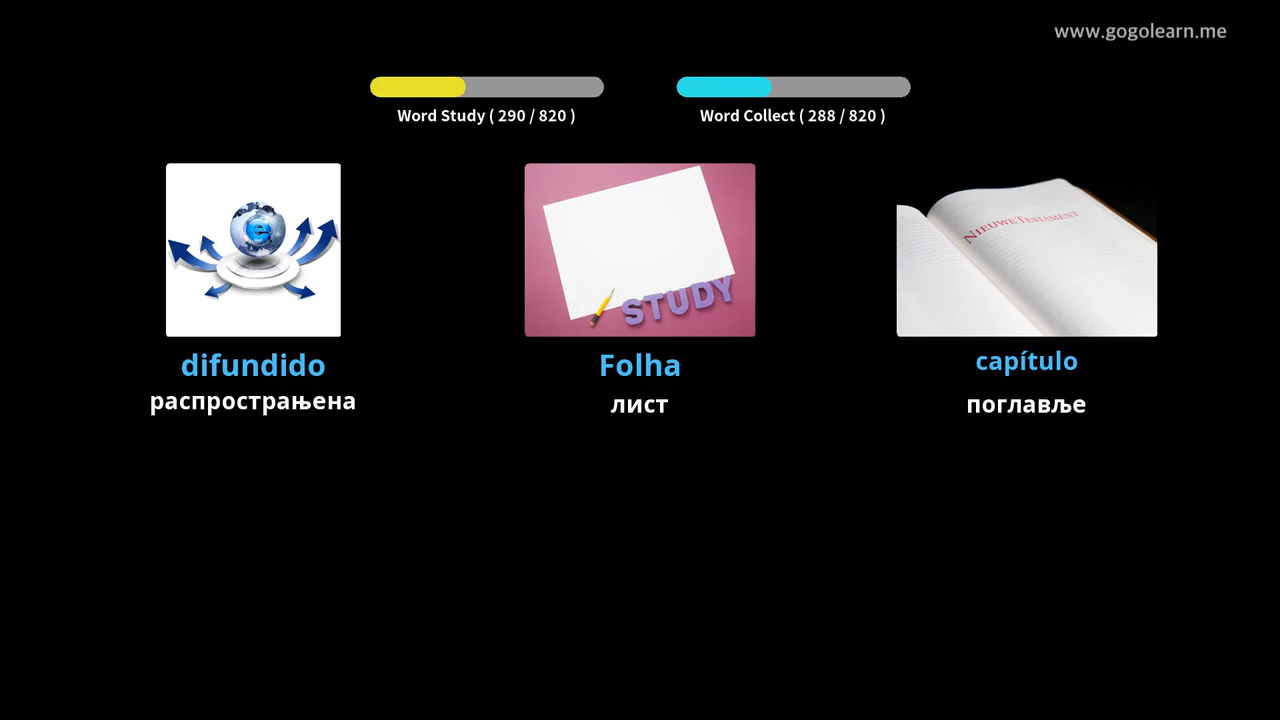 www.gogolearn.me
Word Study ( 290 / 820 )
Word Collect ( 288 / 820 )
e
STUDY
NIEUWE TESTAMENT
difundido
Folha
capítulo
распрострањена
лист
поглавље